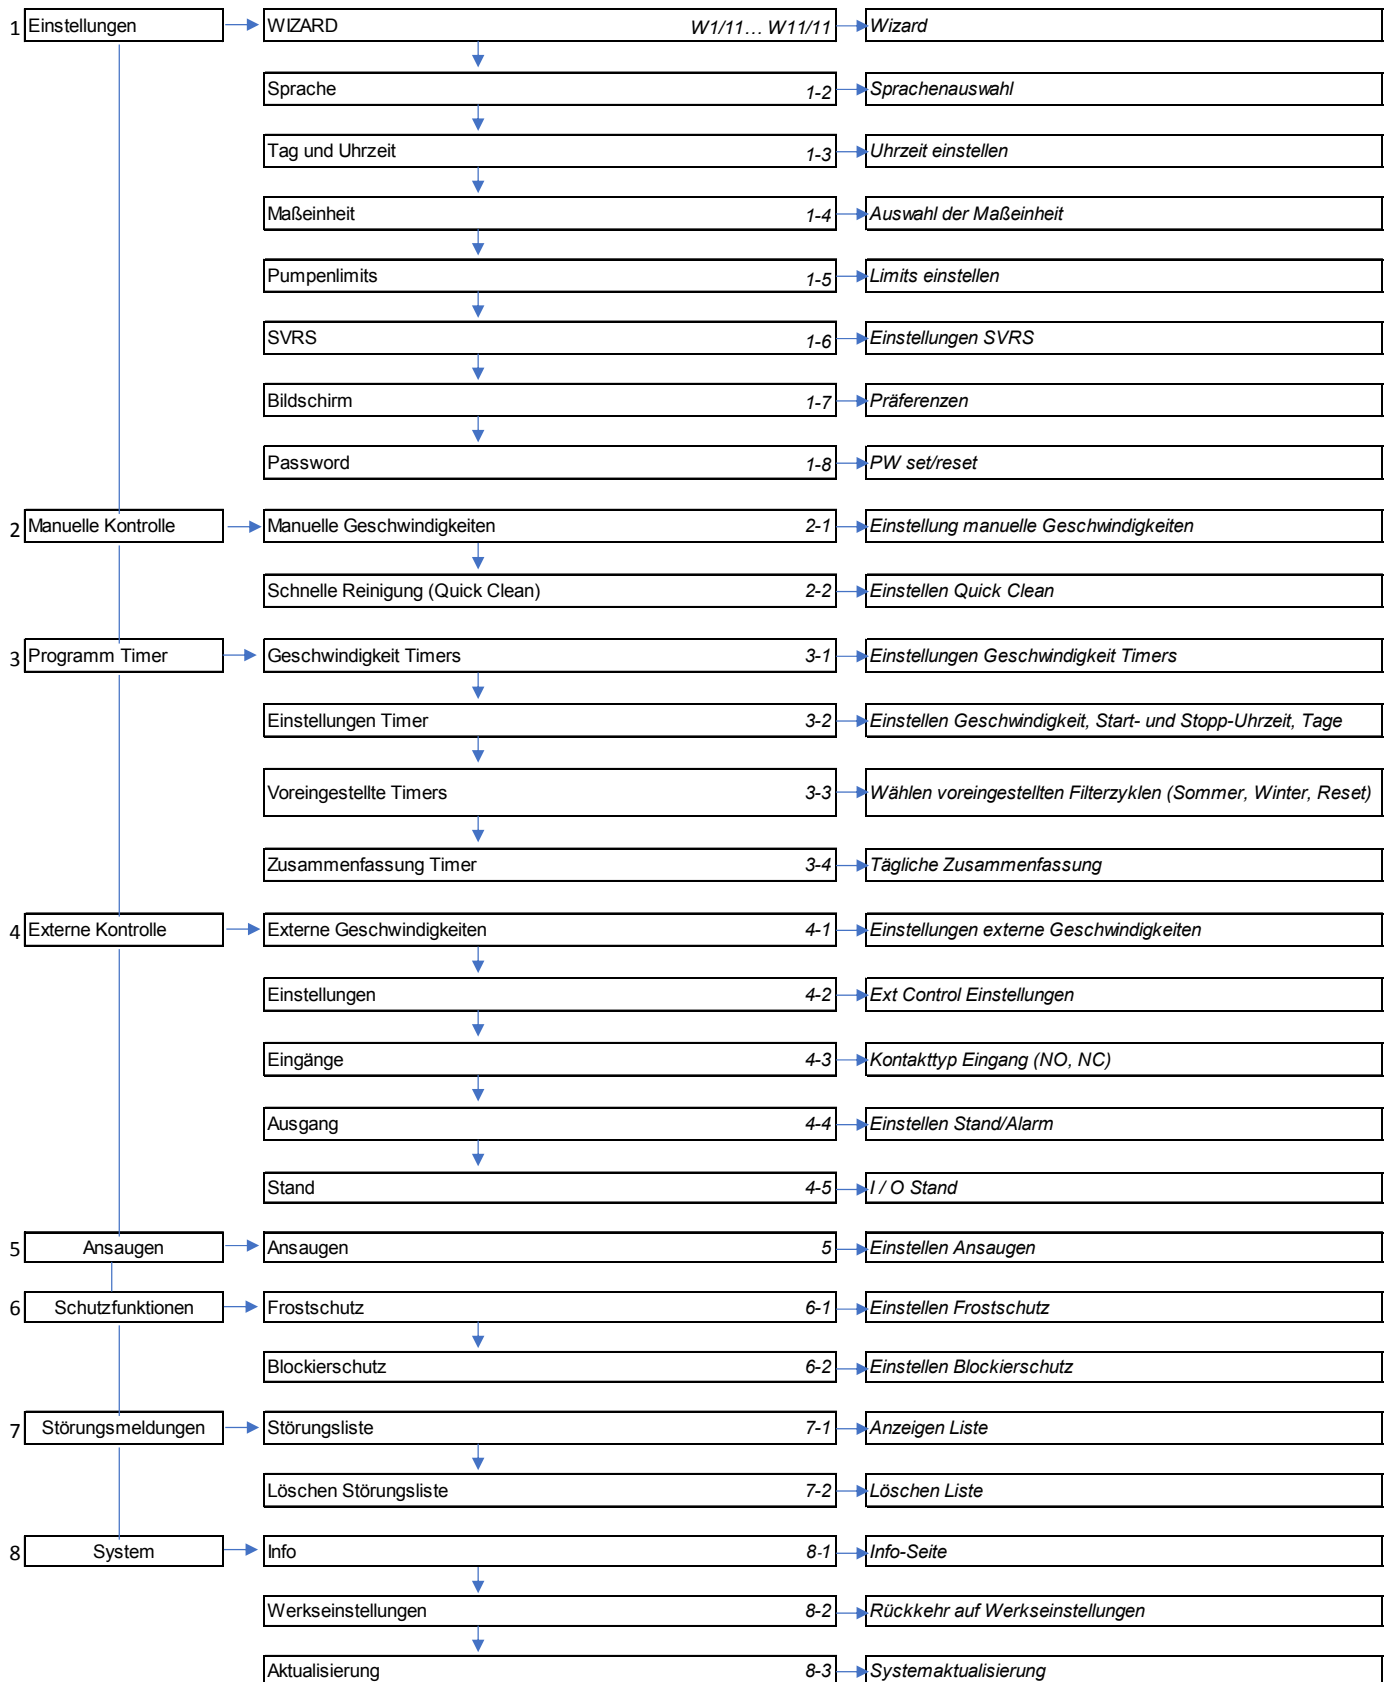 1 Einstellungen WIZARD W1/11… W11/11 Wizard
Sprache 1-2 Sprachenauswahl
Tag und Uhrzeit 1-3 Uhrzeit einstellen
Maßeinheit 1-4 Auswahl der Maßeinheit
Pumpenlimits 1-5 Limits einstellen
SVRS 1-6 Einstellungen SVRS
Bildschirm 1-7 Präferenzen
Password 1-8 PW set/reset
2 Manuelle Kontrolle Manuelle Geschwindigkeiten 2-1 Einstellung manuelle Geschwindigkeiten
Schnelle Reinigung (Quick Clean) 2-2 Einstellen Quick Clean
3 Programm Timer Geschwindigkeit Timers 3-1 Einstellungen Geschwindigkeit Timers
Einstellungen Timer 3-2 Einstellen Geschwindigkeit, Start- und Stopp-Uhrzeit, Tage
Voreingestellte Timers 3-3 Wählen voreingestellten Filterzyklen (Sommer, Winter, Reset)
Zusammenfassung Timer 3-4 Tägliche Zusammenfassung
4 Externe Kontrolle Externe Geschwindigkeiten 4-1 Einstellungen externe Geschwindigkeiten
Einstellungen 4-2 Ext Control Einstellungen
Eingänge 4-3 Kontakttyp Eingang (NO, NC)
Ausgang 4-4 Einstellen Stand/Alarm
Stand 4-5 I / O Stand
5 Ansaugen Ansaugen 5 Einstellen Ansaugen
6 Schutzfunktionen Frostschutz 6-1 Einstellen Frostschutz
Blockierschutz 6-2 Einstellen Blockierschutz
7 Störungsmeldungen Störungsliste 7-1 Anzeigen Liste
Löschen Störungsliste 7-2 Löschen Liste
8 System Info 8-1 Info-Seite
Werkseinstellungen 8-2 Rückkehr auf Werkseinstellungen
Aktualisierung 8-3 Systemaktualisierung